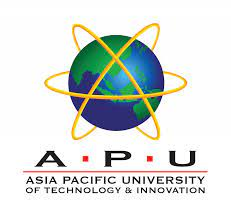 A · P · U
ASIA PACIFIC UNIVERSITY
OF TECHNOLOGY & INNOVATION